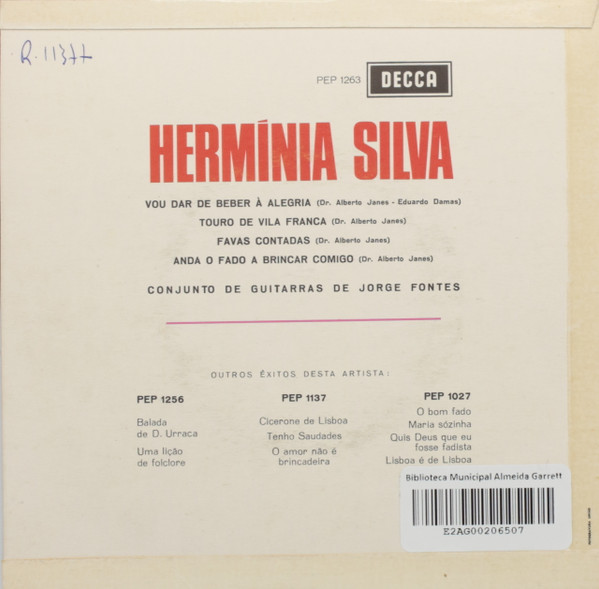 R.11377
PEP 1263 DECCA
HERMÍNIA SILVA
VOU DAR DE BEBER À ALEGRIA (Dr. Alberto Janes - Eduardo Damas)
TOURO DE VILA FRANCA (Dr. Alberto Janes)
FAVAS CONTADAS (Dr. Alberto Janes)
ANDA O FADO A BRINCAR COMIGO (Dr. Alberto Janes)
CONJUNTO DE GUITARRAS DE JORGE FONTES
OUTROS ÊXITOS DESTA ARTISTA:
PEP 1256
Balada
de D. Urraca
Uma lição
de folclore
PEP 1137
Cicerone de Lisboa
Tenho Saudades
O amor não é
brincadeira
PEP 1027
O bom fado
Maria sózinha
Quis Deus que eu
fosse fadista
Lisboa é de Lisboa
Biblioteca Municipal Almeida Garrett
E2AG00206507